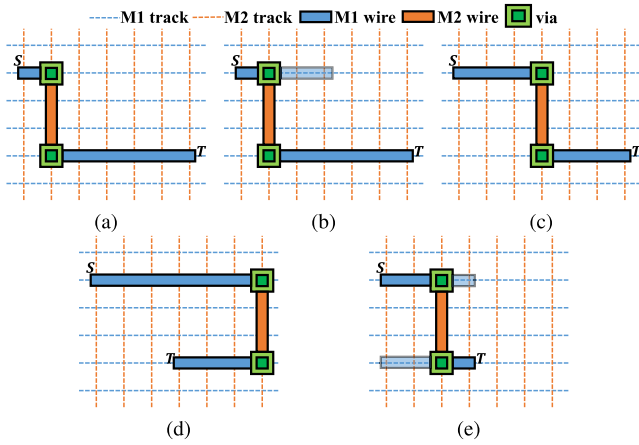 M1 track M2 track M1 wire M2 wire via
S T
(a)
S T
(b)
S T
(c)
S T
(d)
S T
(e)